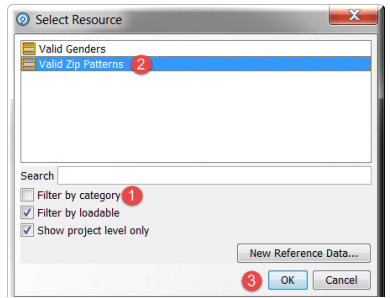 Select Resource
X
Valid Genders
Valid Zip Patterns 2
Search
Filter by category 1
Filter by loadable
Show project level only
New Reference Data...
3 OK Cancel